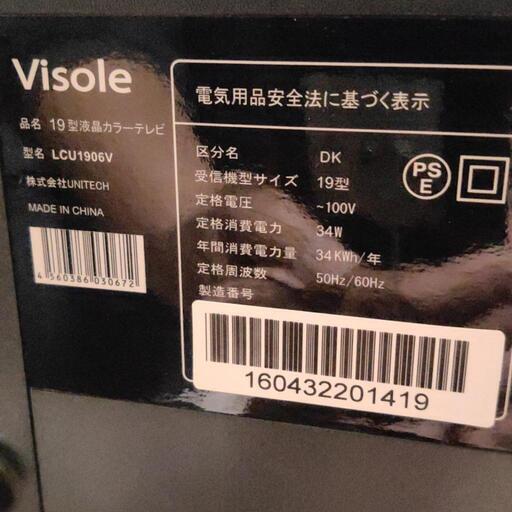 Visole
品名 19型液晶カラーテレビ
型名 LCU1906V
株式会社UNITECH
MADE IN CHINA
4 560386 030672
電気用品安全法に基づく表示
区分名 DK
受信機型サイズ 19型
定格電圧 ~100V
定格消費電力 34W
年間消費電力量 34KWh/年
定格周波数 50Hz/60Hz
製造番号
PS
E
160432201419